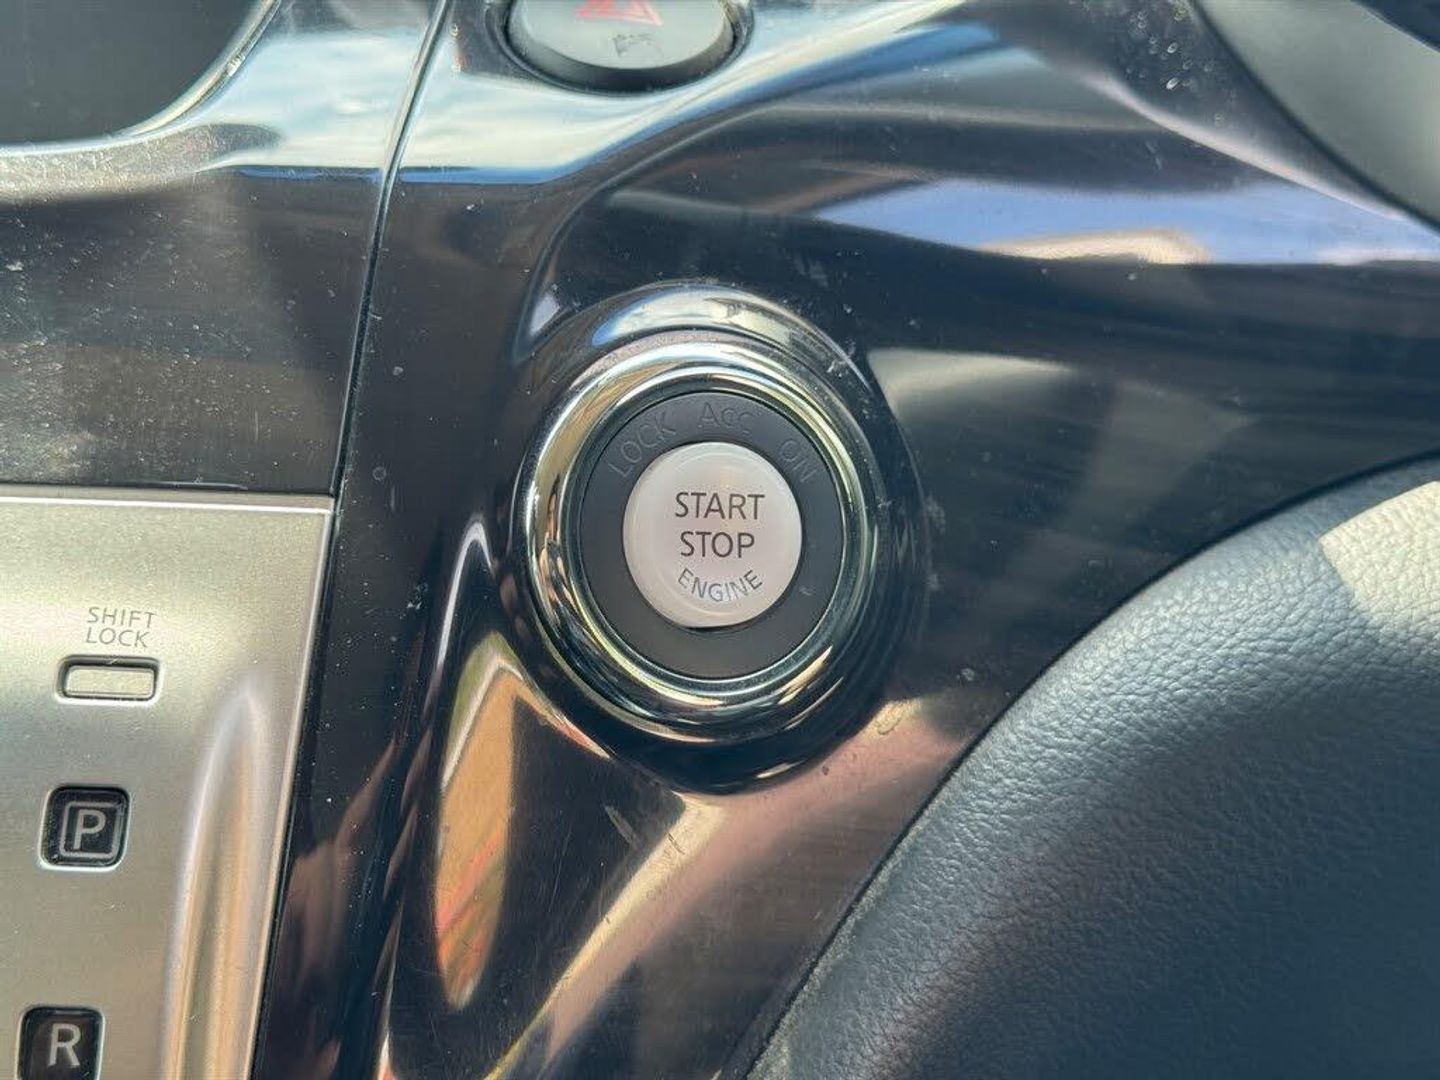 LOCK ACC ON
START
STOP
ENGINE
SHIFT
LOCK
P
R